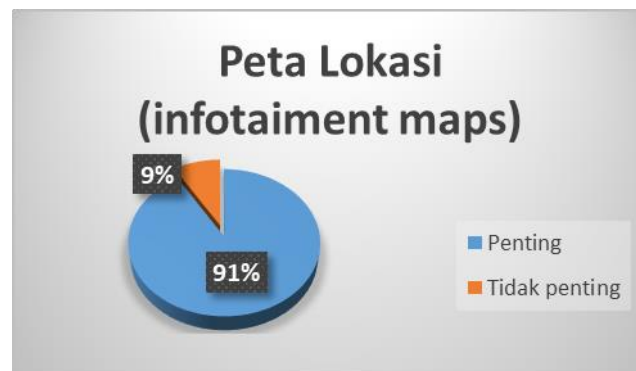 Peta Lokasi
(infotaiment maps)
9%
91%
Penting
Tidak penting